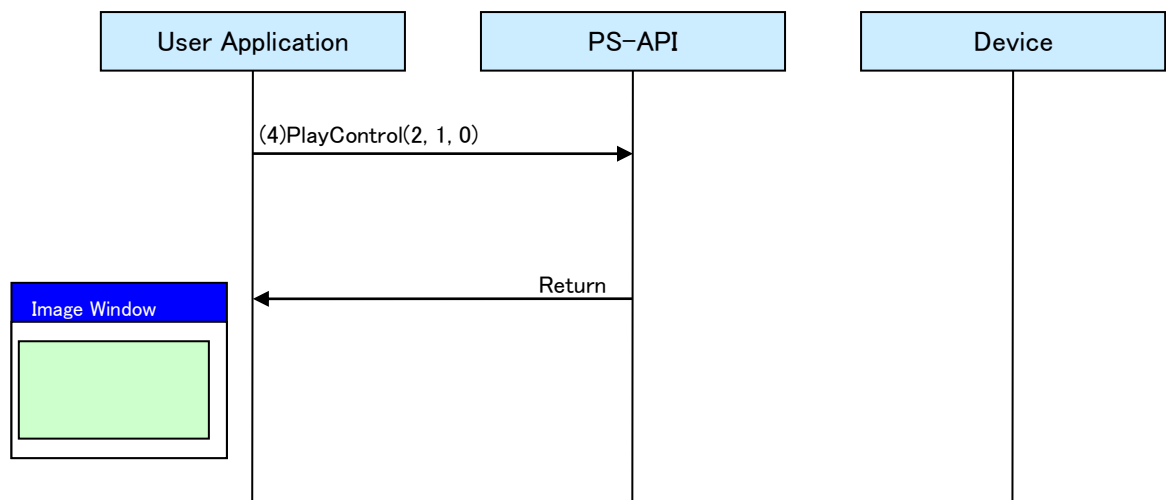 User Application
PS-API
Device
(4)PlayControl(2, 1, 0)
Return
Image Window